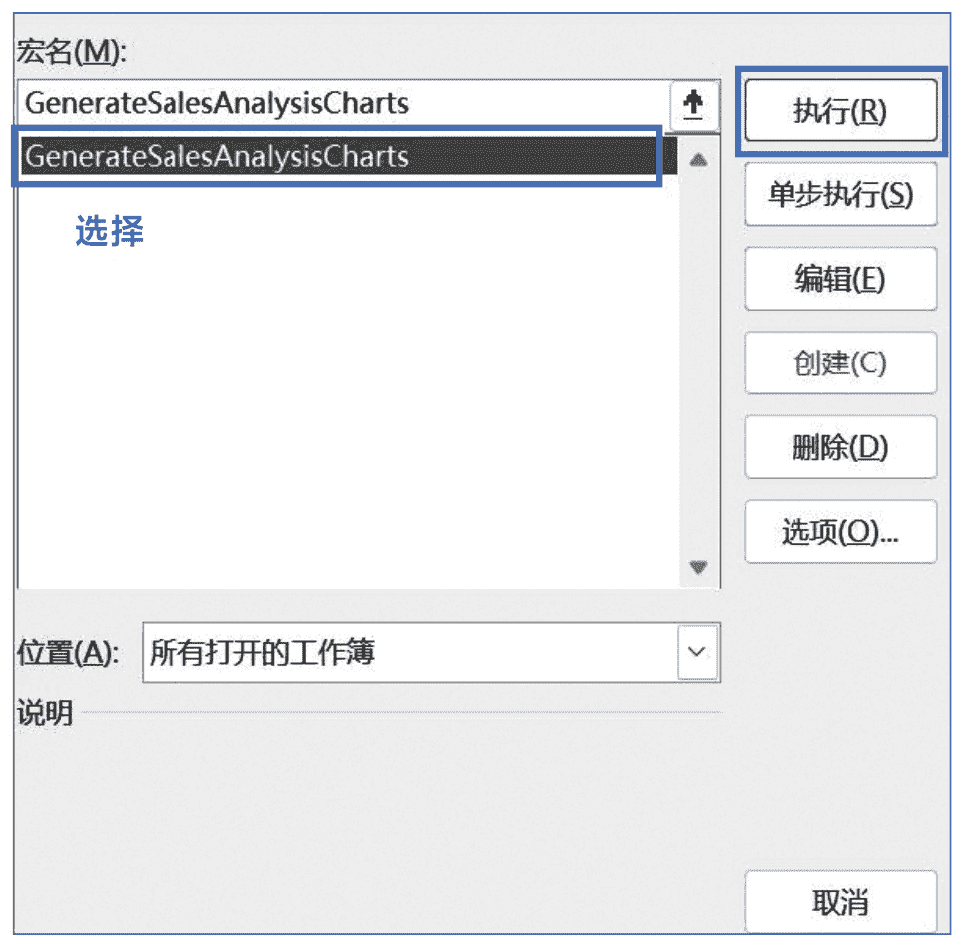 宏名(M):
GenerateSalesAnalysisCharts
执行(R)
GenerateSalesAnalysisCharts
选择
单步执行(S)
编辑(E)
创建(C)
删除(D)
选项(O)...
位置(A):
所有打开的工作簿
说明
取消